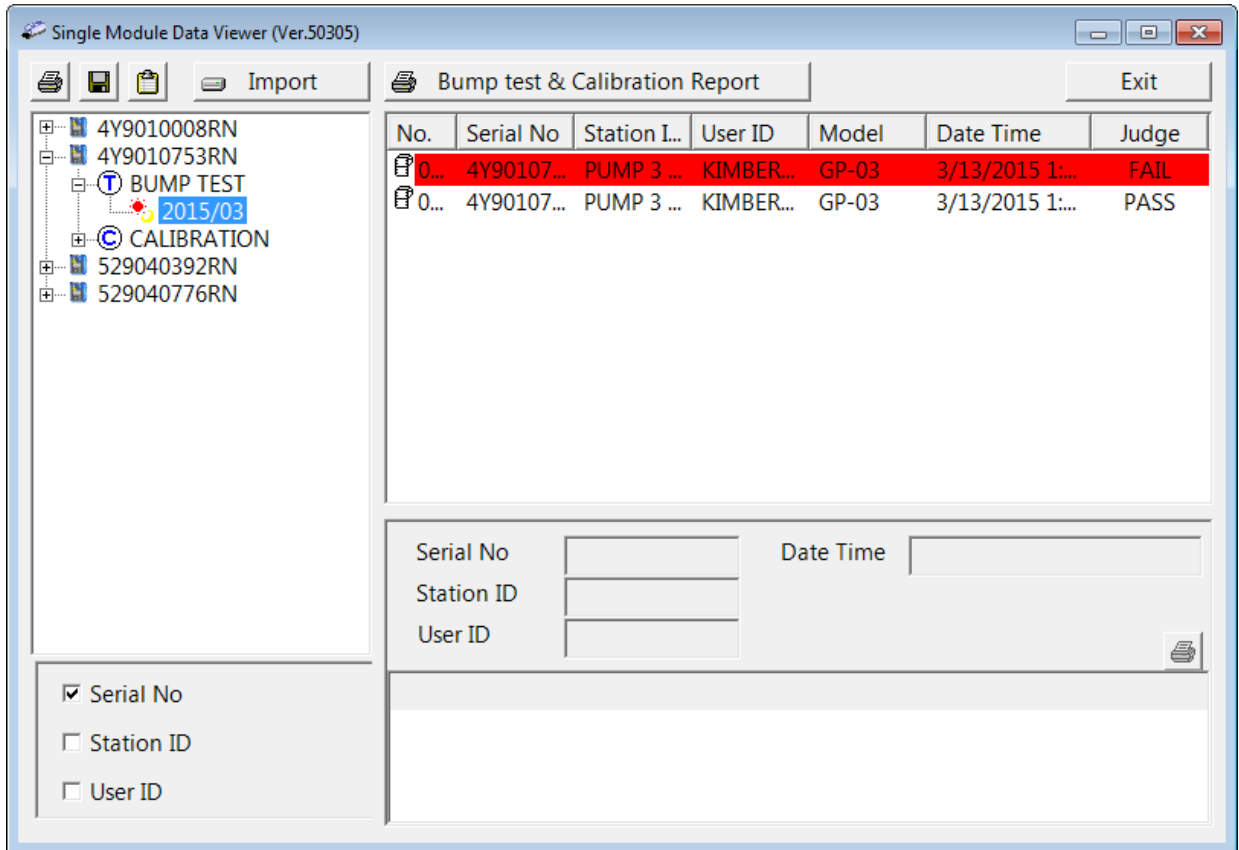 Single Module Data Viewer (Ver.50305)
Import
Bump test & Calibration Report
Exit
4Y9010008RN
4Y9010753RN
T BUMP TEST
2015/03
C CALIBRATION
529040392RN
529040776RN
No. Serial No Station I... User ID Model Date Time Judge
0... 4Y90107... PUMP 3 ... KIMBER... GP-03 3/13/2015 1:... FAIL
0... 4Y90107... PUMP 3 ... KIMBER... GP-03 3/13/2015 1:... PASS
Serial No Date Time
Station ID
User ID
Serial No
Station ID
User ID